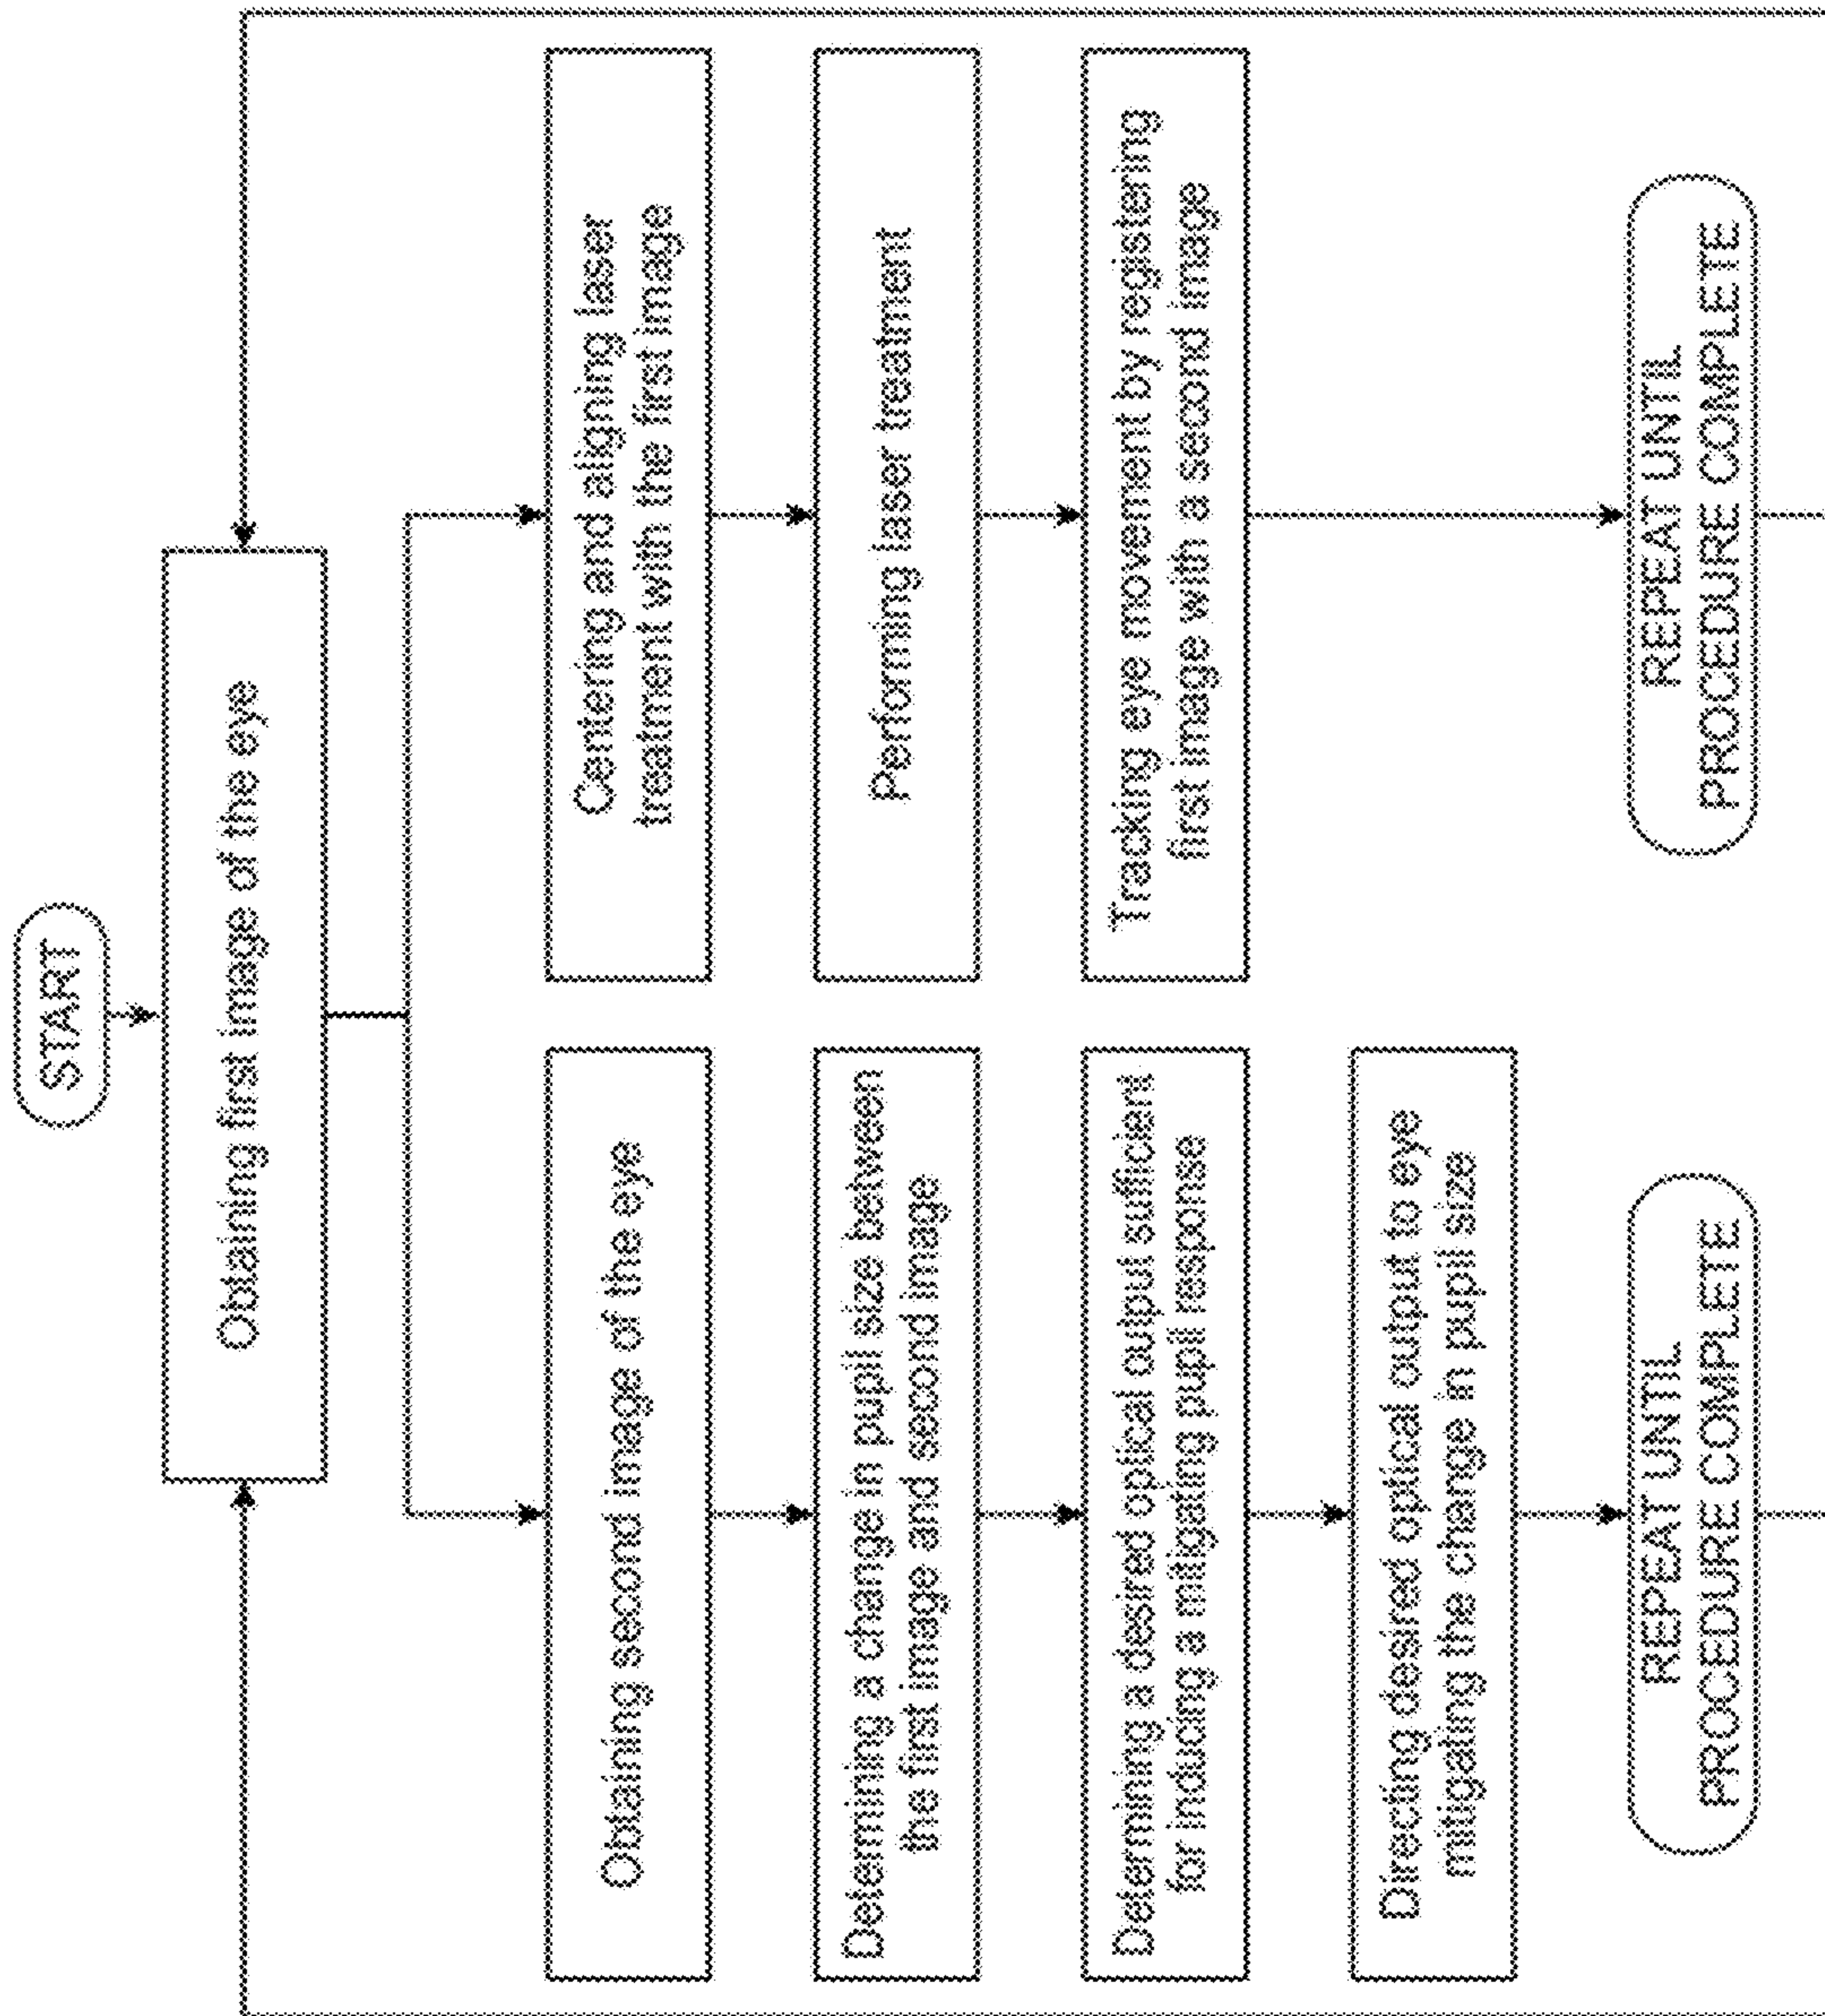 START
Obtaining first image of the eye
Obtaining second image of the eye
Determining a change in pupil size between
the first image and second image
Determining a desired optical output sufficient
for inducing a mitigating pupil response
Directing desired optical output to eye
mitigating the change in pupil size
REPEAT UNTIL
PROCEDURE COMPLETE
Centering and aligning laser
treatment with the first image
Performing laser treatment
Tracking eye movement by registering
first image with a second image
REPEAT UNTIL
PROCEDURE COMPLETE